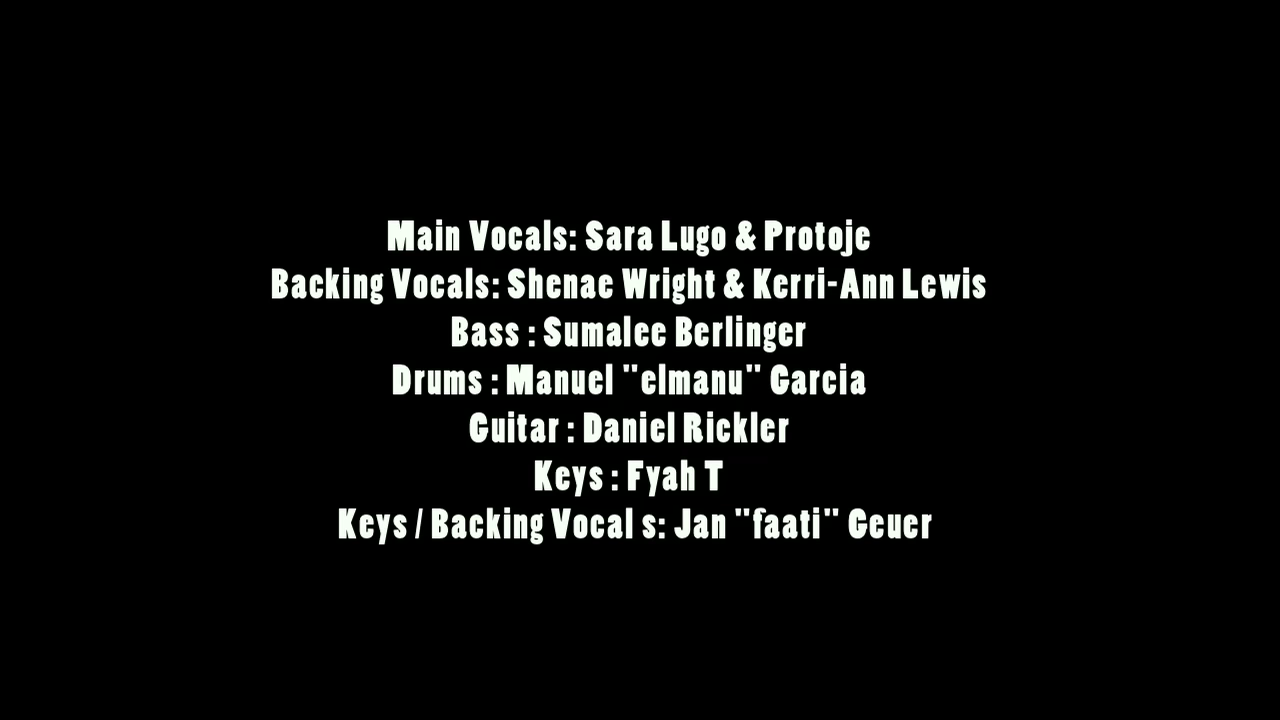 Main Vocals: Sara Lugo & Protoje
Backing Vocals: Shenae Wright & Kerri-Ann Lewis
Bass : Sumalee Berlinger
Drums : Manuel "elmanu" Garcia
Guitar : Daniel Rickler
Keys : Fyah T
Keys / Backing Vocal s: Jan "faati" Geuer